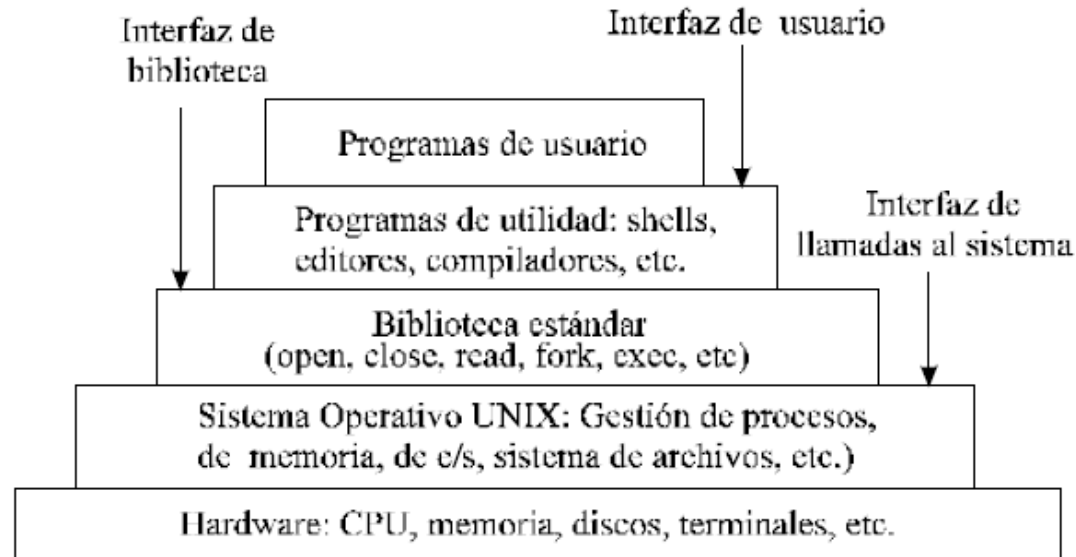 Interfaz de
biblioteca
Interfaz de usuario
Programas de usuario
Programas de utilidad: shells,
editores, compiladores, etc.
Interfaz de
llamadas al sistema
Biblioteca estándar
(open, close, read, fork, exec, etc)
Sistema Operativo UNIX: Gestión de procesos,
de memoria, de e/s, sistema de archivos, etc.)
Hardware: CPU, memoria, discos, terminales, etc.